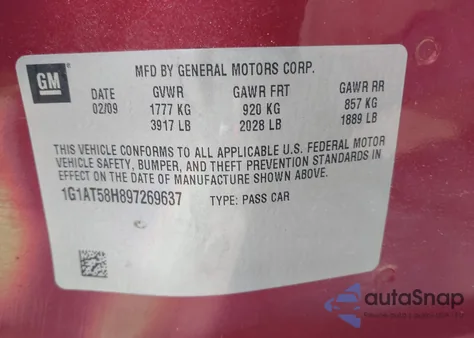 GM
MFD BY GENERAL MOTORS CORP.
DATE GVWR GAWR FRT GAWR RR
02/09 1777 KG 920 KG 857 KG
3917 LB 2028 LB 1889 LB
THIS VEHICLE CONFORMS TO ALL APPLICABLE U.S. FEDERAL MOTOR
VEHICLE SAFETY, BUMPER, AND THEFT PREVENTION STANDARDS IN
EFFECT ON THE DATE OF MANUFACTURE SHOWN ABOVE.
1G1AT58H897269637 TYPE: PASS CAR
autoSnap